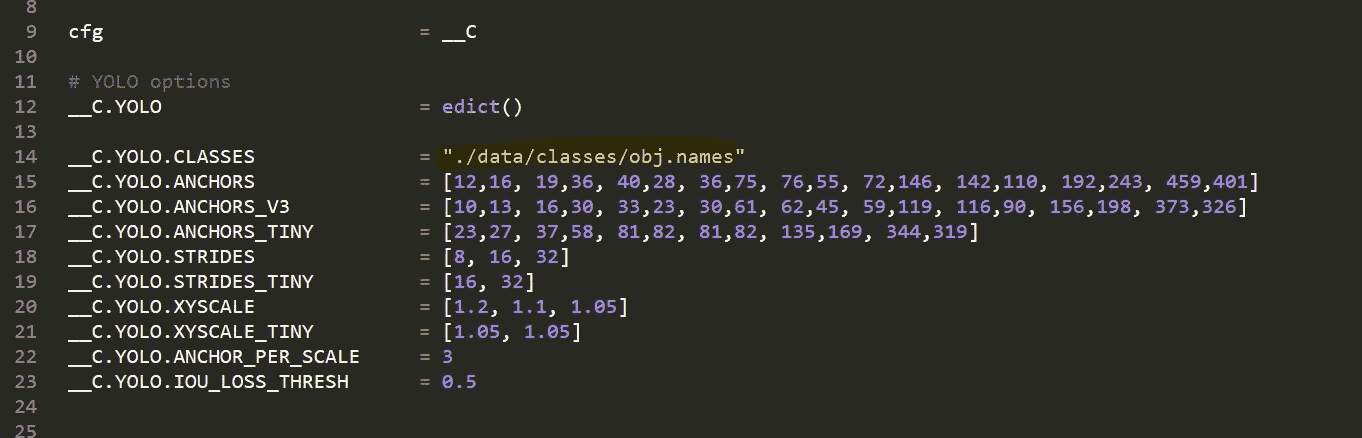 8
9 cfg = __C
10
11 # YOLO options
12 __C.YOLO = edict()
13
14 __C.YOLO.CLASSES = "./data/classes/obj.names"
15 __C.YOLO.ANCHORS = [12,16, 19,36, 40,28, 36,75, 76,55, 72,146, 142,110, 192,243, 459,401]
16 __C.YOLO.ANCHORS_V3 = [10,13, 16,30, 33,23, 30,61, 62,45, 59,119, 116,90, 156,198, 373,326]
17 __C.YOLO.ANCHORS_TINY = [23,27, 37,58, 81,82, 81,82, 135,169, 344,319]
18 __C.YOLO.STRIDES = [8, 16, 32]
19 __C.YOLO.STRIDES_TINY = [16, 32]
20 __C.YOLO.XYSCALE = [1.2, 1.1, 1.05]
21 __C.YOLO.XYSCALE_TINY = [1.05, 1.05]
22 __C.YOLO.ANCHOR_PER_SCALE = 3
23 __C.YOLO.IOU_LOSS_THRESH = 0.5
24
25